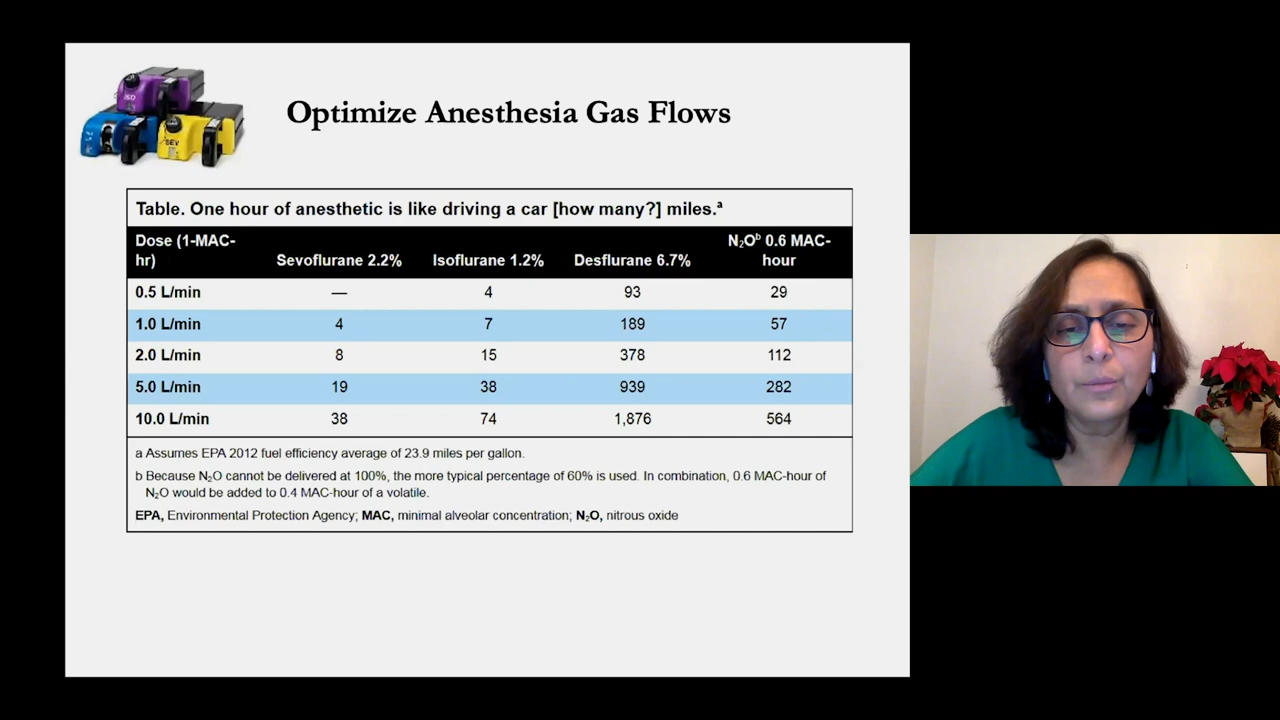 Optimize Anesthesia Gas Flows
ISO
SEV
Table. One hour of anesthetic is like driving a car [how many?] miles.ᵃ
Dose (1-MAC-hr) Sevoflurane 2.2% Isoflurane 1.2% Desflurane 6.7% N₂Oᵇ 0.6 MAC-hour
0.5 L/min — 4 93 29
1.0 L/min 4 7 189 57
2.0 L/min 8 15 378 112
5.0 L/min 19 38 939 282
10.0 L/min 38 74 1,876 564
a Assumes EPA 2012 fuel efficiency average of 23.9 miles per gallon.
b Because N₂O cannot be delivered at 100%, the more typical percentage of 60% is used. In combination, 0.6 MAC-hour of
N₂O would be added to 0.4 MAC-hour of a volatile.
EPA, Environmental Protection Agency; MAC, minimal alveolar concentration; N₂O, nitrous oxide